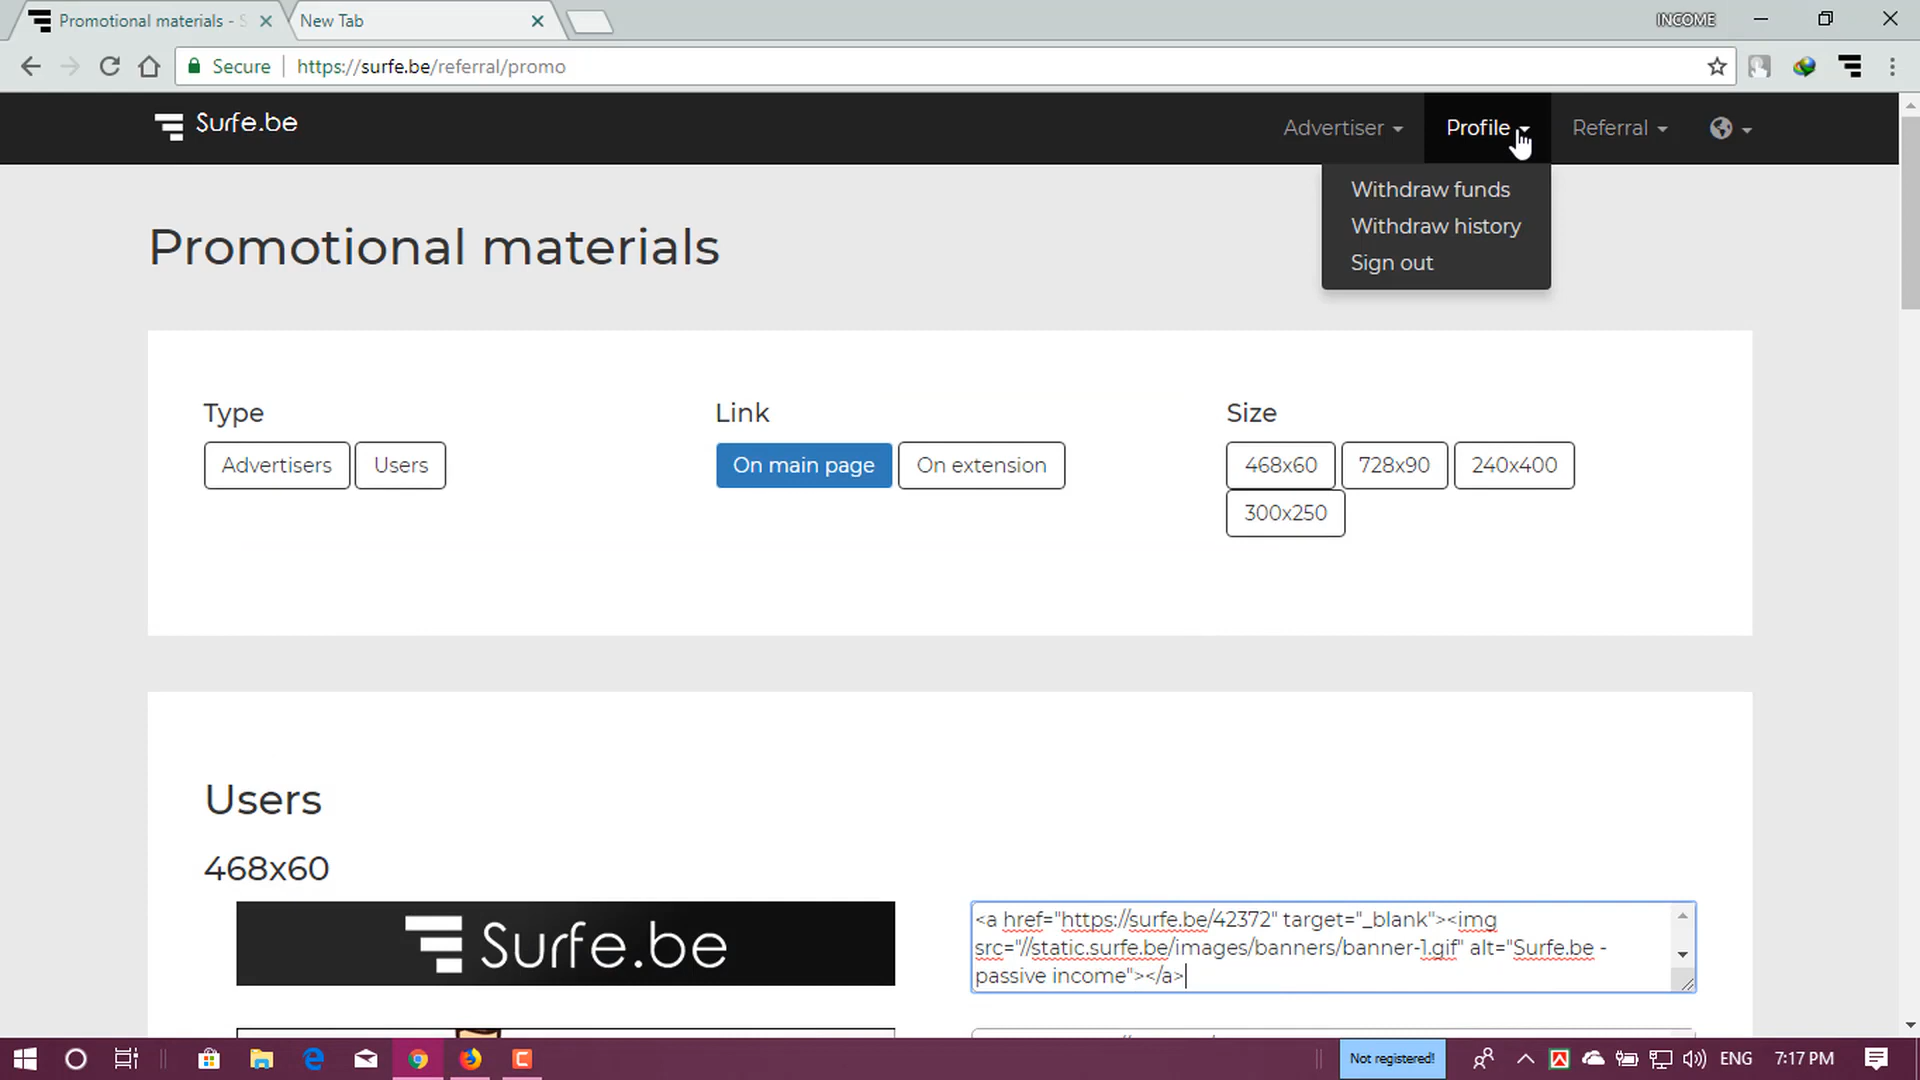 Promotional materials - S
New Tab
INCOME
Secure
https://surfe.be/referral/promo
Surfe.be
Advertiser
Profile
Referral
Withdraw funds
Withdraw history
Sign out
Promotional materials
Type
Link
Size
Advertisers
Users
On main page
On extension
468x60
728x90
240x400
300x250
Users
468x60
Surfe.be
<a href="https://surfe.be/42372" target="_blank"><img
src="//static.surfe.be/images/banners/banner-1.gif" alt="Surfe.be -
passive income"></a>
Not registered!
ENG
7:17 PM